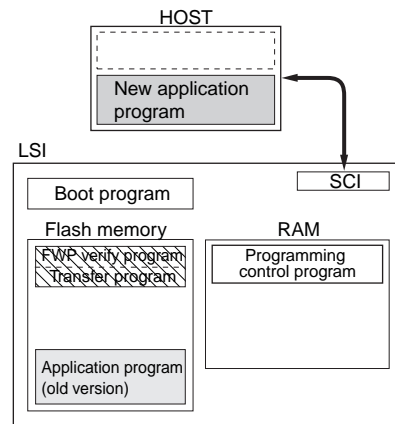 HOST
New application
program
LSI
SCI
Boot program
Flash memory
RAM
FWP verify program
Transfer program
Programming
control program
Application program
(old version)